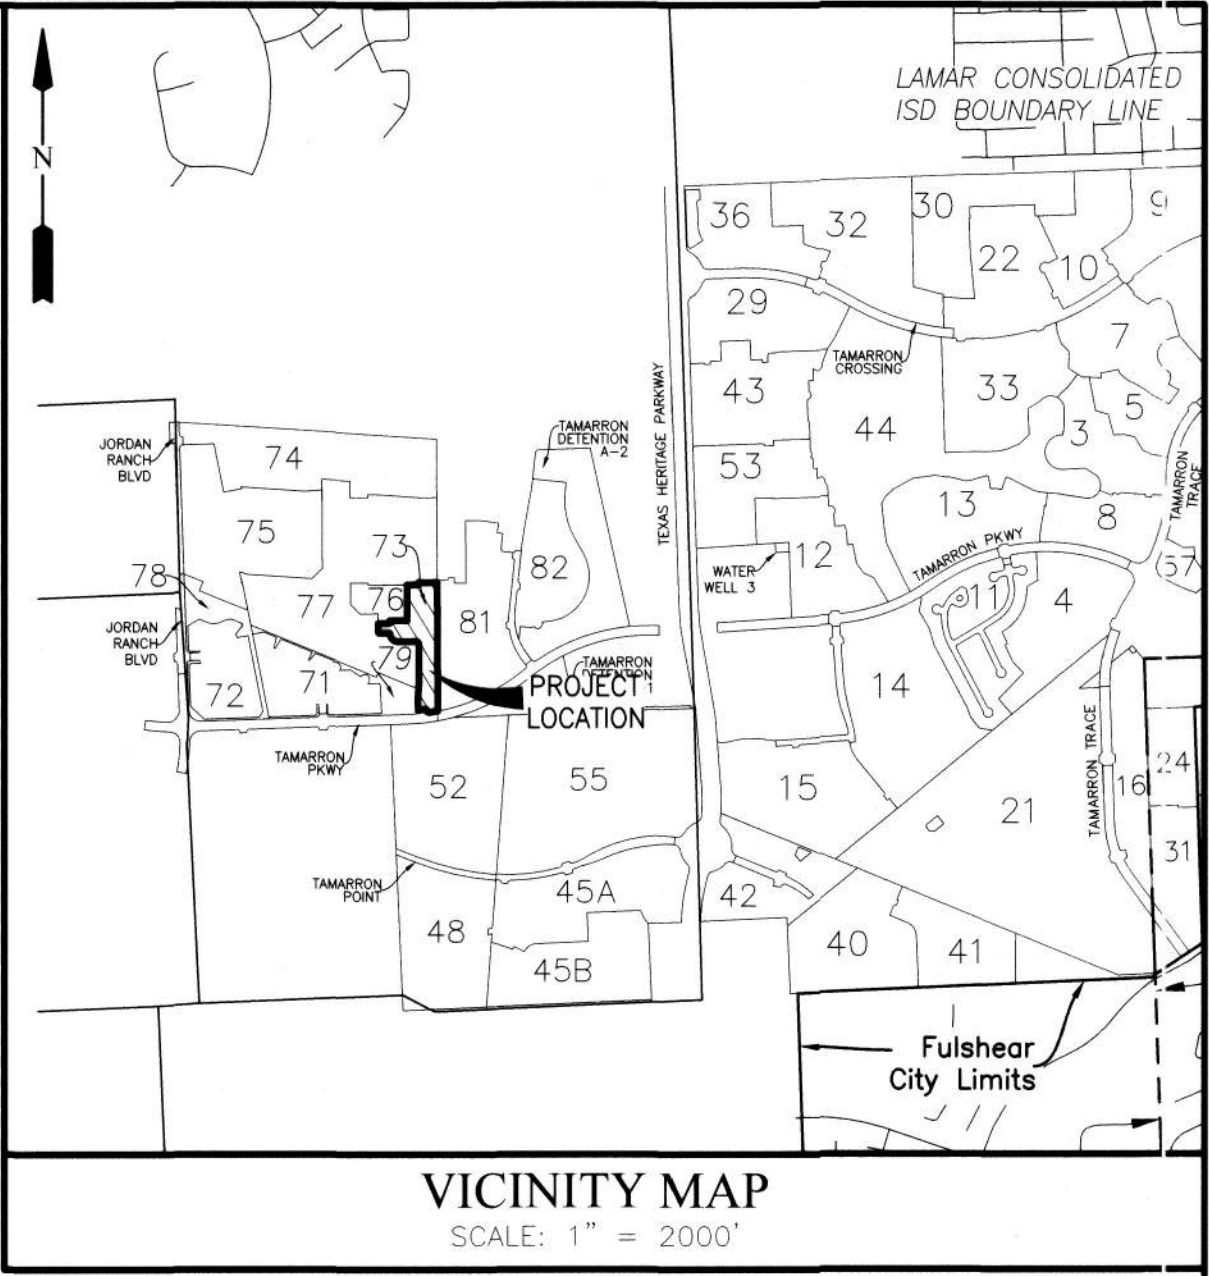 LAMAR CONSOLIDATED
ISD BOUNDARY LINE
N
36
32
30
9
22
10
29
7
TAMARRON
CROSSING
43
33
5
TEXAS HERITAGE PARKWAY
44
3
JORDAN
RANCH
BLVD
74
TAMARRON
DETENTION
A-2
53
TAMARRON
TRACE
13
8
75
73
82
12
TAMARRON PKWY
WATER
WELL 3
57
78
77
76
81
11
4
JORDAN
RANCH
BLVD
79
72
71
TAMARRON
DETENTION
1
PROJECT
LOCATION
14
TAMARRON
PKWY
52
55
15
TAMARRON TRACE
16
24
21
31
TAMARRON
POINT
45A
42
48
45B
40
41
Fulshear
City Limits
VICINITY MAP
SCALE: 1" = 2000'